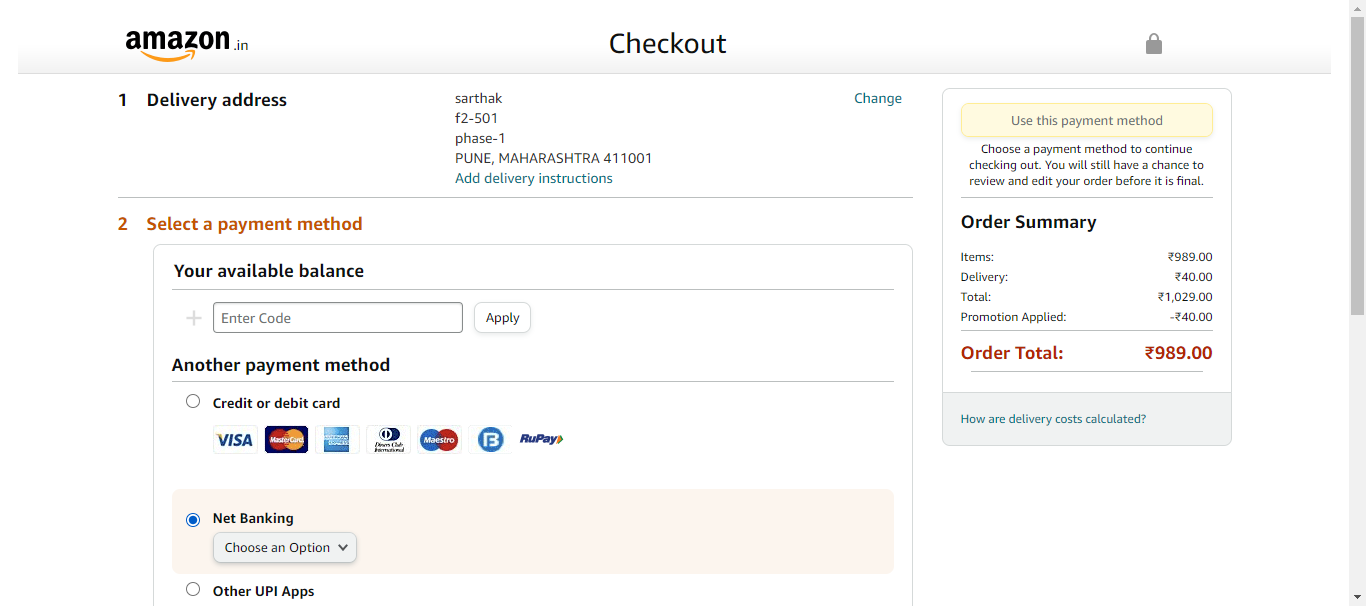 amazon.in
Checkout
1 Delivery address
sarthak
f2-501
phase-1
PUNE, MAHARASHTRA 411001
Add delivery instructions
Change
2 Select a payment method
Your available balance
Enter Code
Apply
Another payment method
Credit or debit card
VISA MasterCard AMERICAN EXPRESS Diners Club International Maestro B RuPay
Net Banking
Choose an Option
Other UPI Apps
Use this payment method
Choose a payment method to continue
checking out. You will still have a chance to
review and edit your order before it is final.
Order Summary
Items: ₹989.00
Delivery: ₹40.00
Total: ₹1,029.00
Promotion Applied: -₹40.00
Order Total: ₹989.00
How are delivery costs calculated?